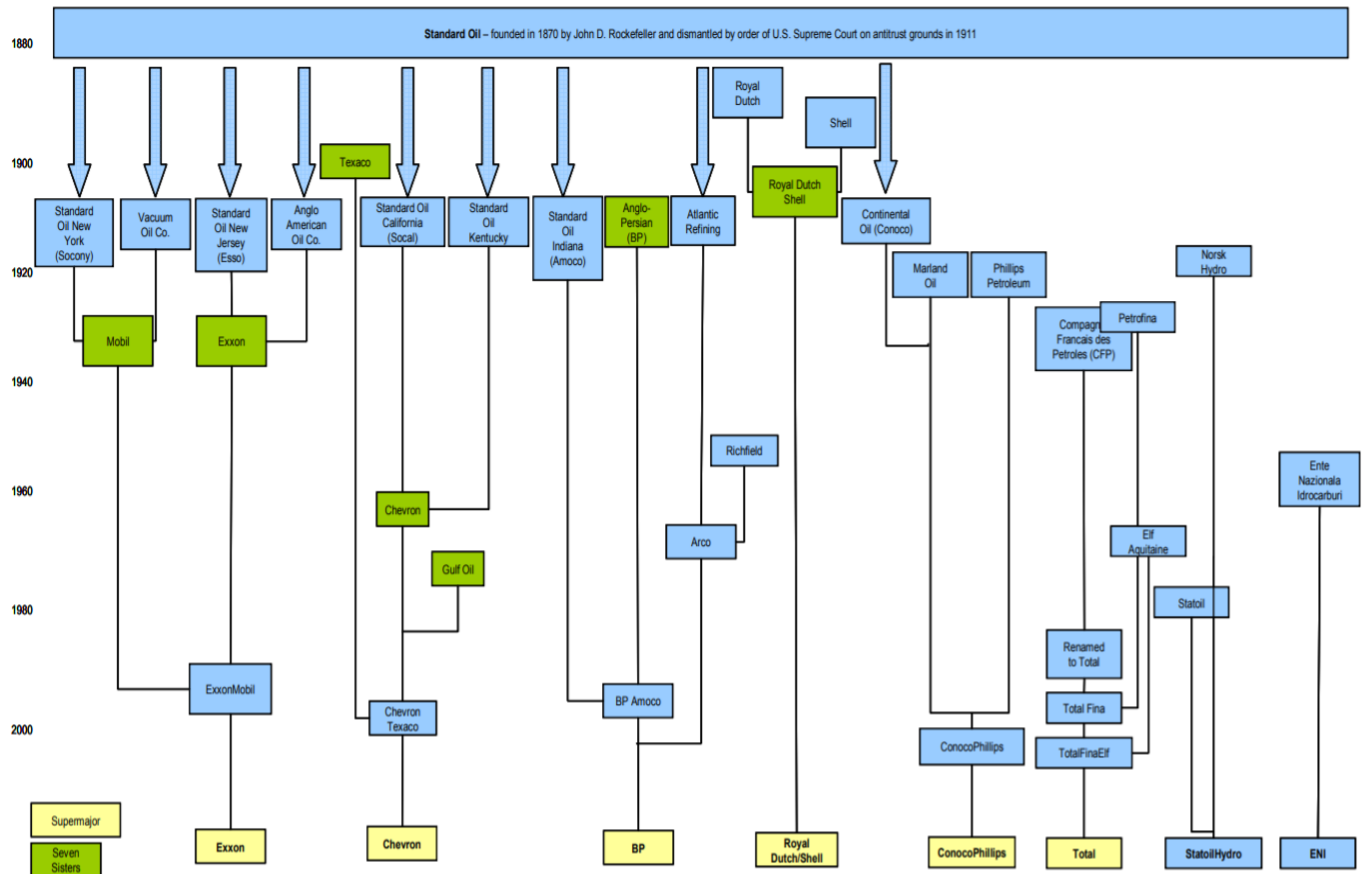 Standard Oil – founded in 1870 by John D. Rockefeller and dismantled by order of U.S. Supreme Court on antitrust grounds in 1911
1880
Royal
Dutch
Shell
1900
Texaco
Royal Dutch
Shell
Standard
Oil New
York
(Socony)
Vacuum
Oil Co.
Standard
Oil New
Jersey
(Esso)
Anglo
American
Oil Co.
Standard Oil
California
(Socal)
Standard
Oil
Kentucky
Standard
Oil
Indiana
(Amoco)
Anglo-
Persian
(BP)
Atlantic
Refining
Continental
Oil (Conoco)
1920
Marland
Oil
Phillips
Petroleum
Norsk
Hydro
Mobil
Exxon
Compagn
Francais des
Petroles (CFP)
Petrofina
1940
Richfield
Ente
Nazionala
Idrocarburi
1960
Chevron
Arco
Elf
Aquitaine
Gulf Oil
1980
Statoil
Renamed
to Total
ExxonMobil
BP Amoco
Total Fina
Chevron
Texaco
2000
ConocoPhillips
TotalFinaElf
Supermajor
Seven
Sisters
Exxon
Chevron
BP
Royal
Dutch/Shell
ConocoPhillips
Total
StatoilHydro
ENI